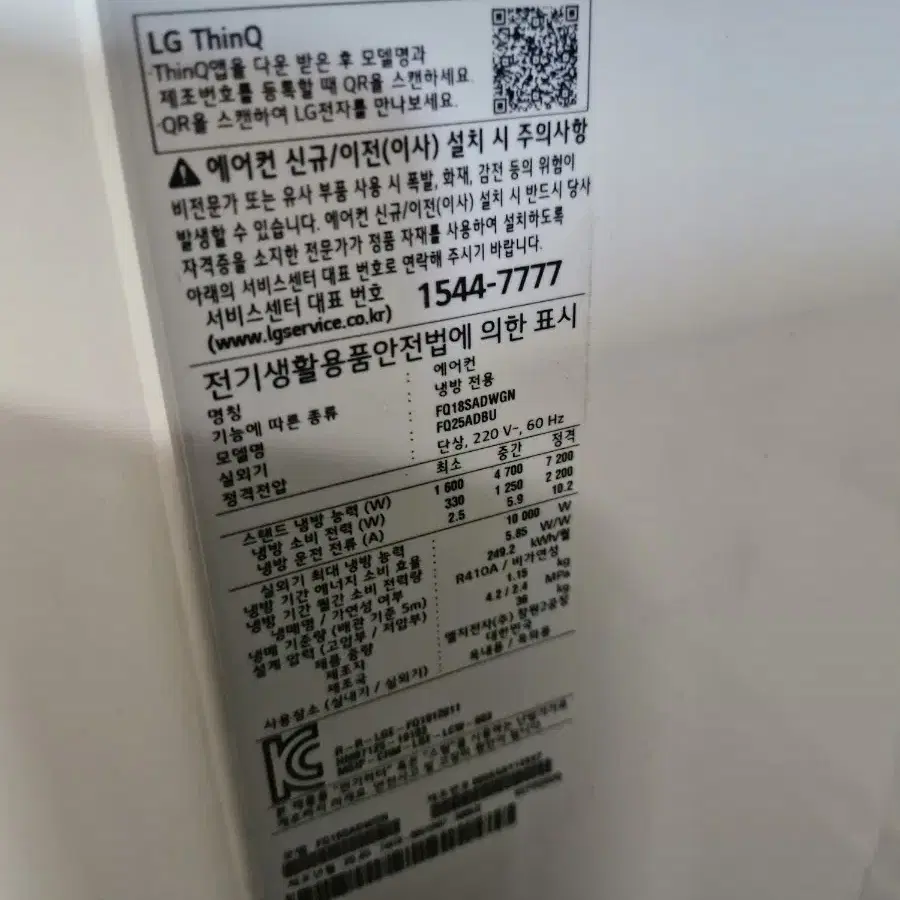 LG ThinQ
·ThinQ앱을 다운 받은 후 모델명과
제조번호를 등록할 때 QR을 스캔하세요.
·QR을 스캔하여 LG전자를 만나보세요.
에어컨 신규/이전(이사) 설치 시 주의사항
비전문가 또는 유사 부품 사용 시 폭발, 화재, 감전 등의 위험이
발생할 수 있습니다. 에어컨 신규/이전(이사) 설치 시 반드시 당사
자격증을 소지한 전문가가 정품 자재를 사용하여 설치하도록
아래의 서비스센터 대표 번호로 연락해 주시기 바랍니다.
서비스센터 대표 번호 1544-7777
(www.lgservice.co.kr)
전기생활용품안전법에 의한 표시
명칭 : 에어컨
기능에 따른 종류 : 냉방 전용
모델명 : FQ18SADWGN
실외기 : FQ25ADBU
정격전압 : 단상, 220 V~, 60 Hz
최소 중간 정격
스탠드 냉방 능력 (W) 1 600 4 700 7 200
냉방 소비 전력 (W) 330 1 250 2 200
냉방 운전 전류 (A) 2.5 5.9 10.2
실외기 최대 냉방 능력 : 10 000 W
냉방 기간 에너지 소비 효율 : 5.85 W/W
냉방 기간 월간 소비 전력량 : 249.2 kWh/월
냉매명 / 가연성 여부 : R410A / 비가연성
냉매 기준량 (배관 기준 5m) : 1.15 kg
설계 압력 (고압부 / 저압부) : 4.2 / 2.4 MPa
제품 중량 : kg
제조자 : 엘지전자(주) 창원2공장
제조국 : 대한민국
사용장소 (실내기 / 실외기) : 옥내용 / 옥외용